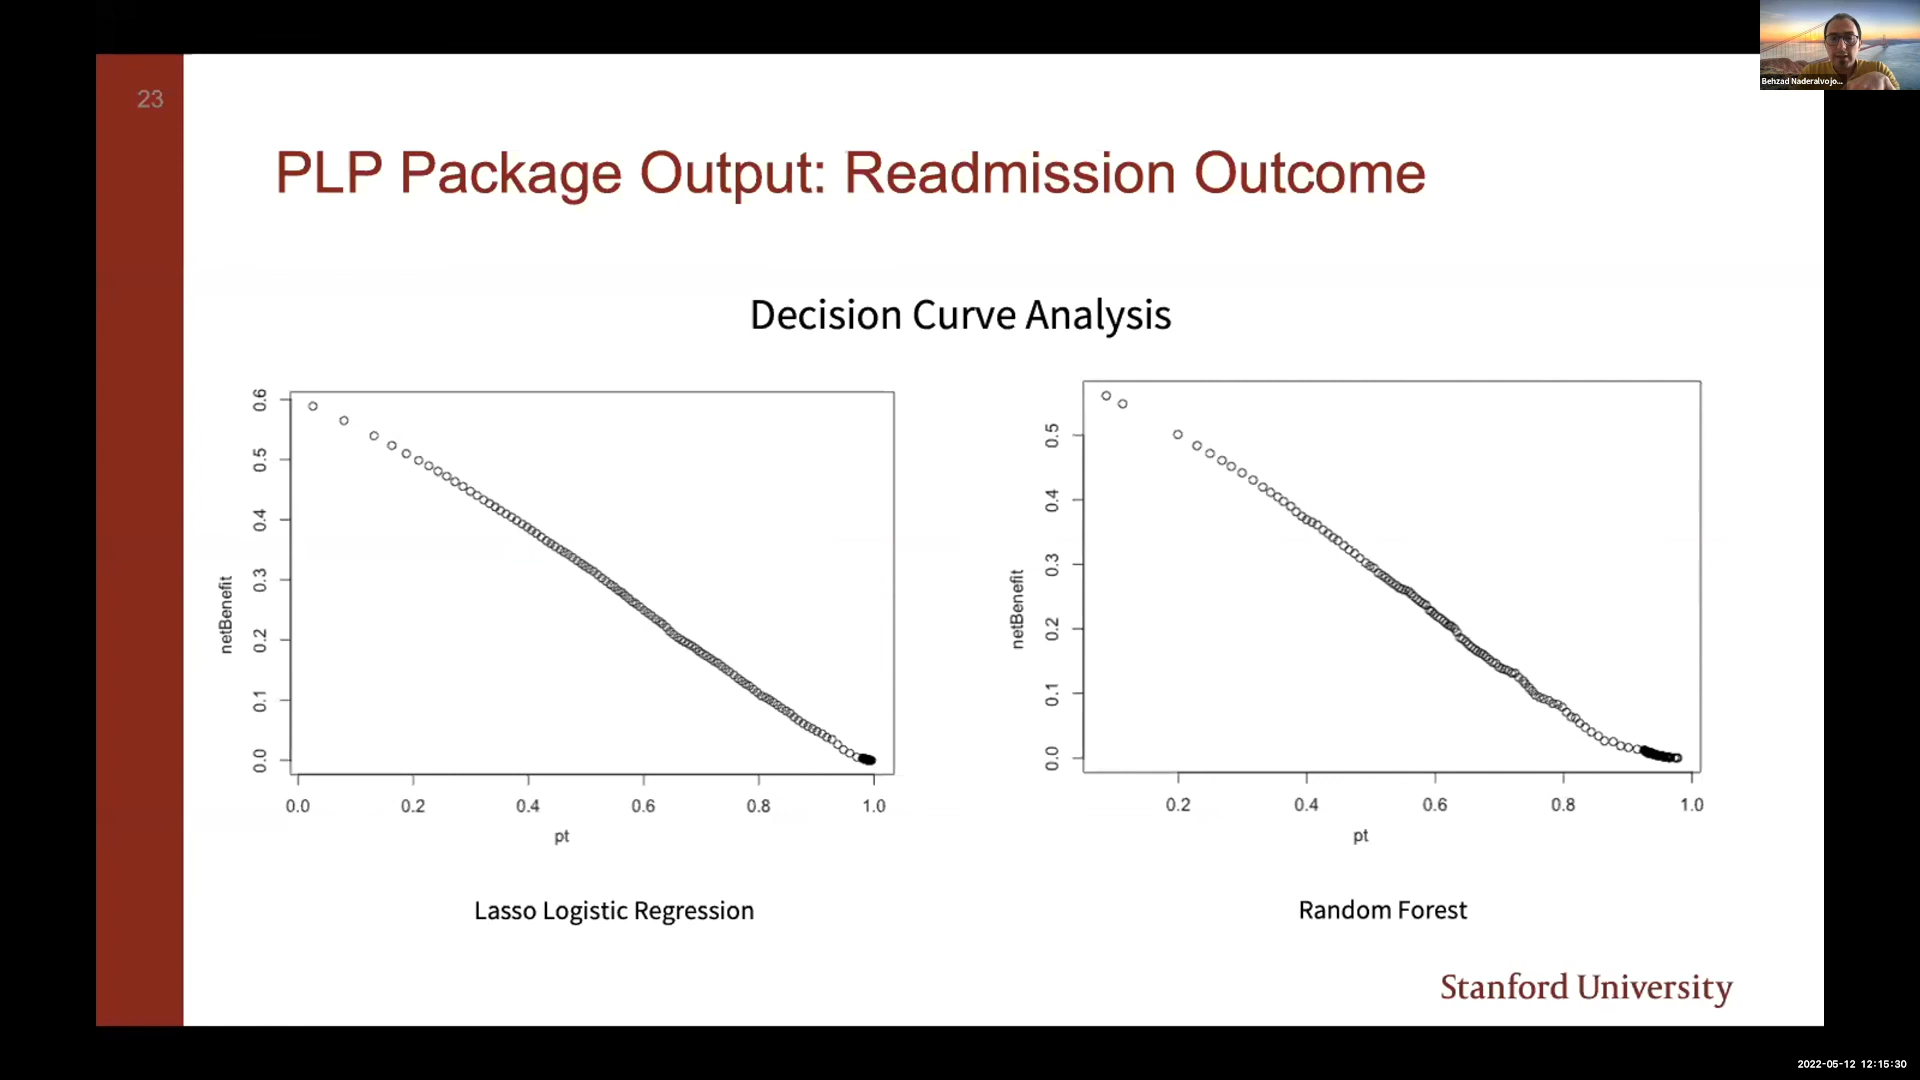 Behzad Naderalvojo...
23
PLP Package Output: Readmission Outcome
Decision Curve Analysis
netBenefit
0.6
0.5
0.4
0.3
0.2
0.1
0.0
0.0 0.2 0.4 0.6 0.8 1.0
pt
Lasso Logistic Regression
netBenefit
0.5
0.4
0.3
0.2
0.1
0.0
0.2 0.4 0.6 0.8 1.0
pt
Random Forest
Stanford University
2022-05-12 12:15:30